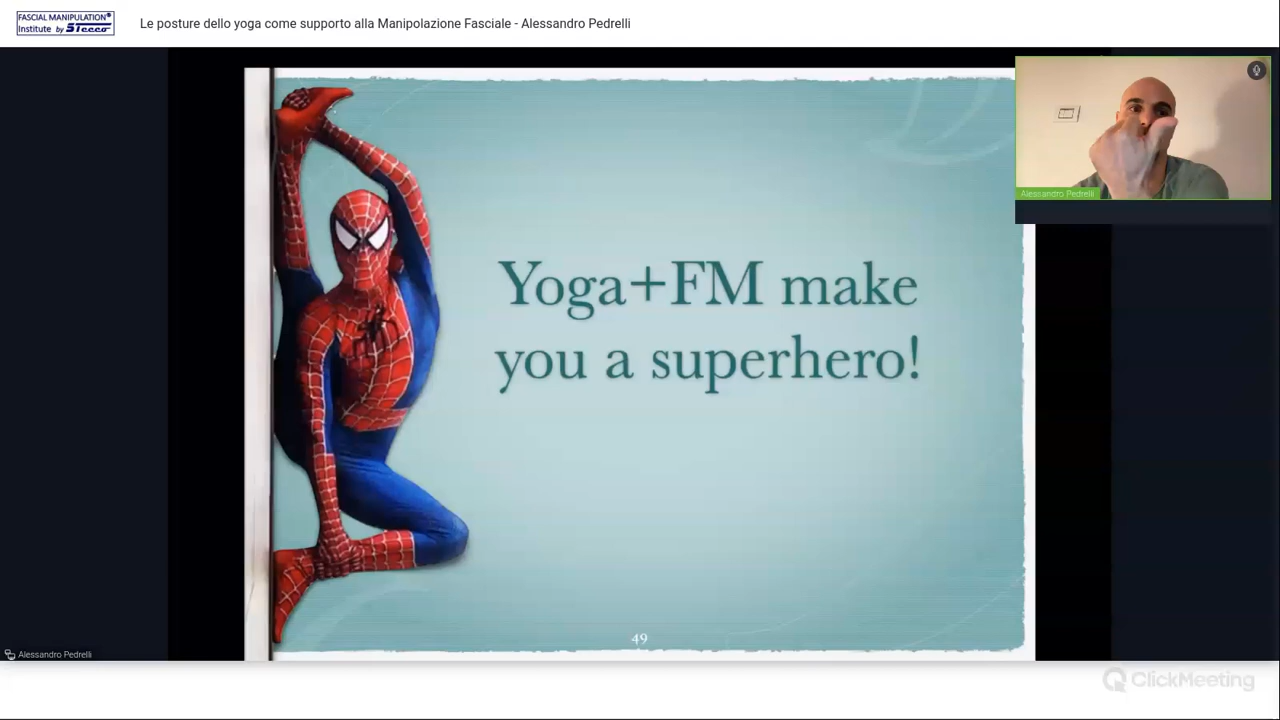 FASCIAL MANIPULATION®
Institute by STECCO
Le posture dello yoga come supporto alla Manipolazione Fasciale - Alessandro Pedrelli
Alessandro Pedrelli
Yoga+FM make
you a superhero!
49
Alessandro Pedrelli
ClickMeeting